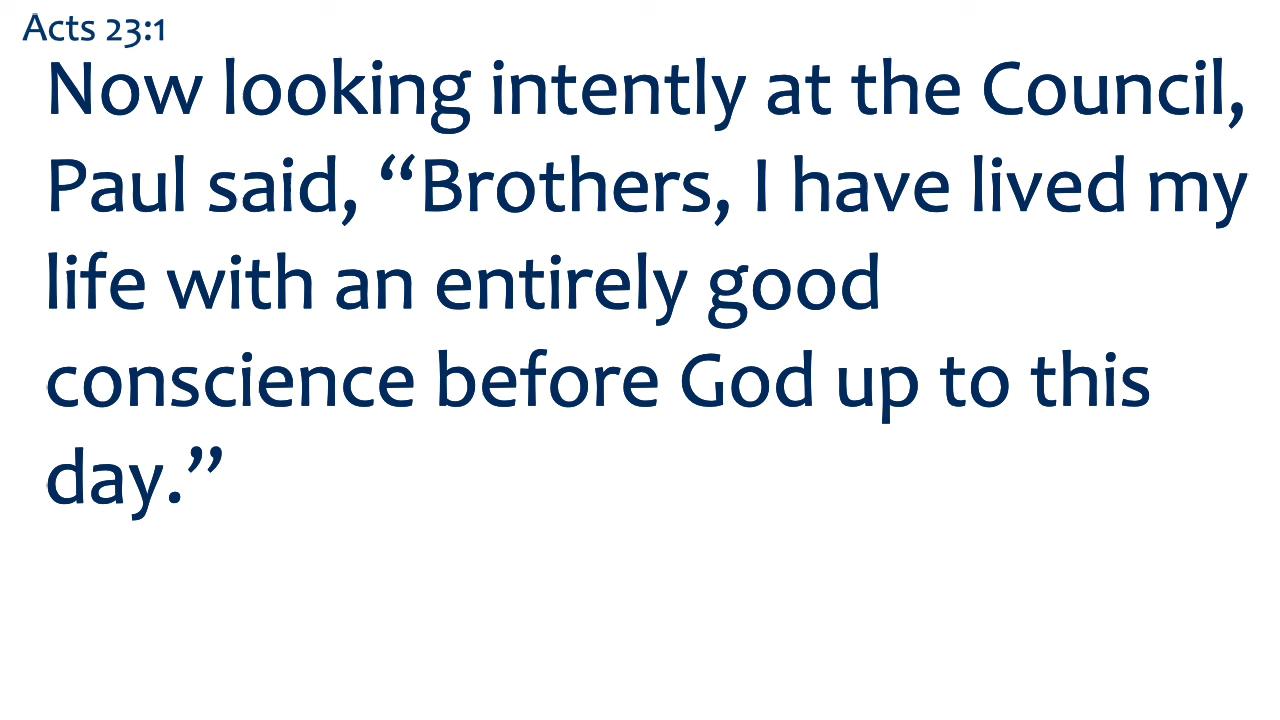 Acts 23:1
Now looking intently at the Council,
Paul said, “Brothers, I have lived my
life with an entirely good
conscience before God up to this
day.”